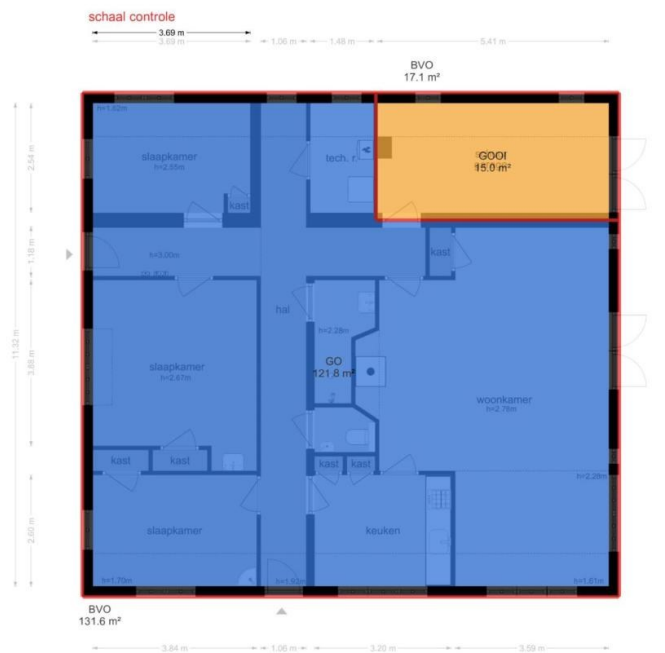 schaal controle
3.69 m
3.69 m
1.06 m
1.48 m
5.41 m
BVO
17.1 m²
h=1.92m
slaapkamer
h=2.55m
tech. r.
GOOI
15.0 m²
2.54 m
kast
h=3.00m
kast
1.18 m
hal
h=2.28m
11.32 m
GO
121.8 m²
slaapkamer
h=2.67m
3.88 m
woonkamer
h=2.76m
kast
kast
kast
kast
h=2.28m
slaapkamer
keuken
2.60 m
h=1.70m
h=1.92m
h=1.61m
BVO
131.6 m²
3.84 m
1.06 m
3.20 m
3.59 m